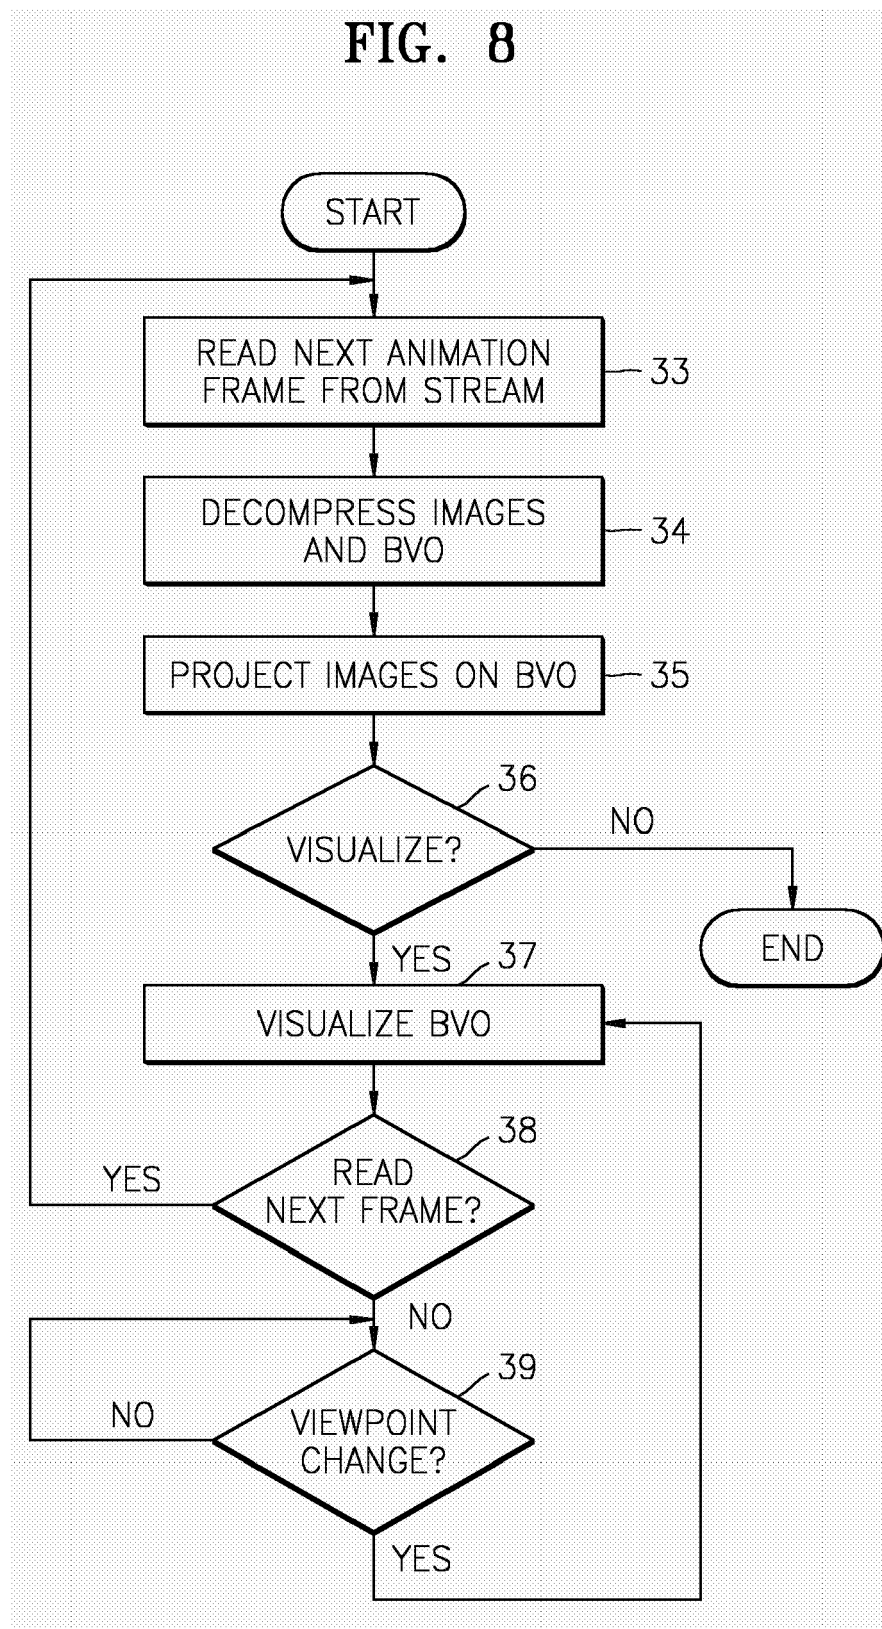 FIG. 8
START
READ NEXT ANIMATION
FRAME FROM STREAM
33
DECOMPRESS IMAGES
AND BVO
34
PROJECT IMAGES ON BVO
35
36
VISUALIZE?
NO
END
YES
37
VISUALIZE BVO
38
READ
NEXT FRAME?
YES
NO
39
VIEWPOINT
CHANGE?
NO
YES